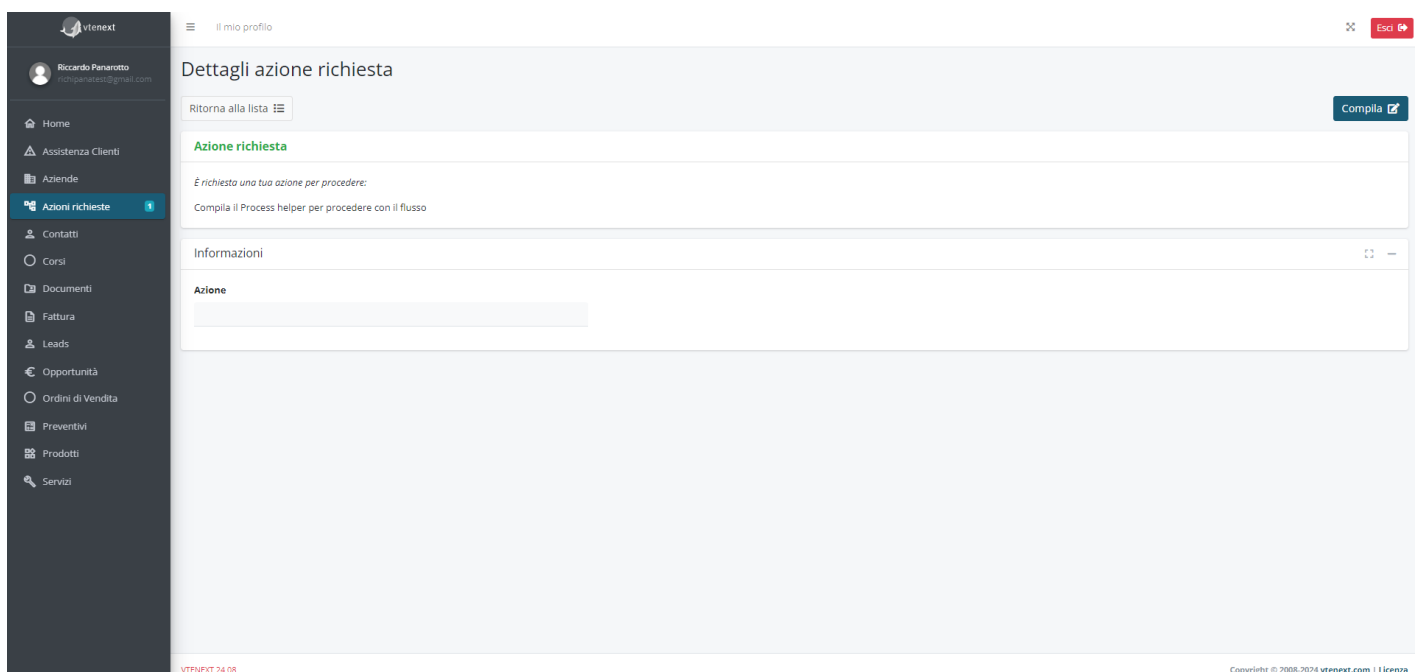 vtenext
Il mio profilo
Esci
Riccardo Panarotto
richipanatest@gmail.com
Dettagli azione richiesta
Ritorna alla lista
Compila
Home
Assistenza Clienti
Aziende
Azioni richieste 1
Contatti
Corsi
Documenti
Fattura
Leads
Opportunità
Ordini di Vendita
Preventivi
Prodotti
Servizi
Azione richiesta
È richiesta una tua azione per procedere:
Compila il Process helper per procedere con il flusso
Informazioni
Azione
VTENEXT 24.08
Copyright © 2008-2024 vtenext.com | Licenza